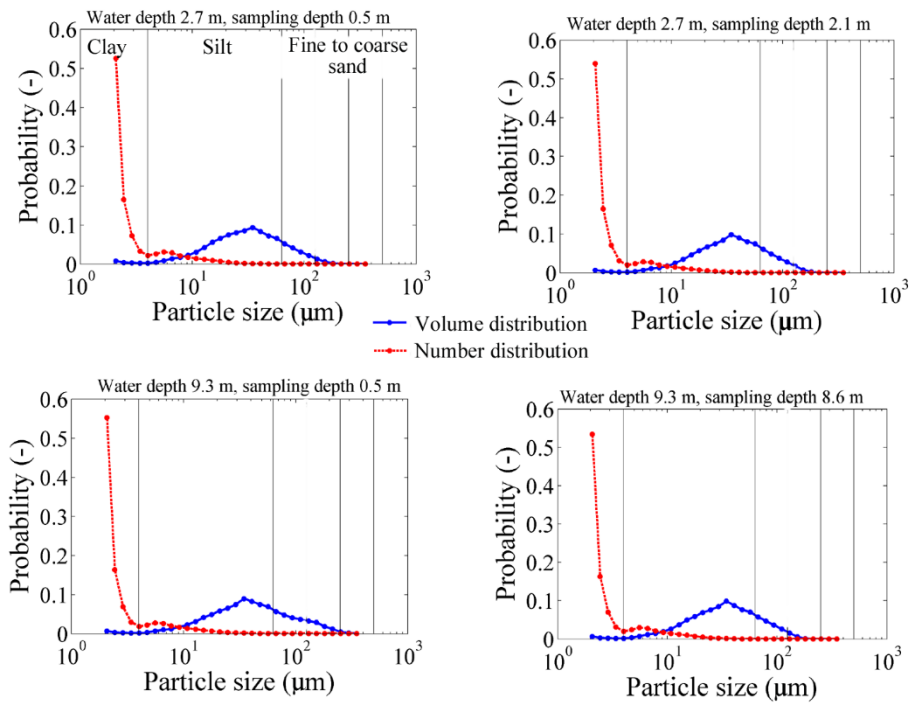 Water depth 2.7 m, sampling depth 0.5 m
0.6
0.5
0.4
0.3
0.2
0.1
0
Probability (-)
Clay
Silt
Fine to coarse
sand
10^0
10^1
10^2
10^3
Particle size (μm)
Water depth 2.7 m, sampling depth 2.1 m
0.6
0.5
0.4
0.3
0.2
0.1
0
Probability (-)
10^0
10^1
10^2
10^3
Particle size (μm)
Volume distribution
Number distribution
Water depth 9.3 m, sampling depth 0.5 m
0.6
0.5
0.4
0.3
0.2
0.1
0
Probability (-)
10^0
10^1
10^2
10^3
Particle size (μm)
Water depth 9.3 m, sampling depth 8.6 m
0.6
0.5
0.4
0.3
0.2
0.1
0
Probability (-)
10^0
10^1
10^2
10^3
Particle size (μm)